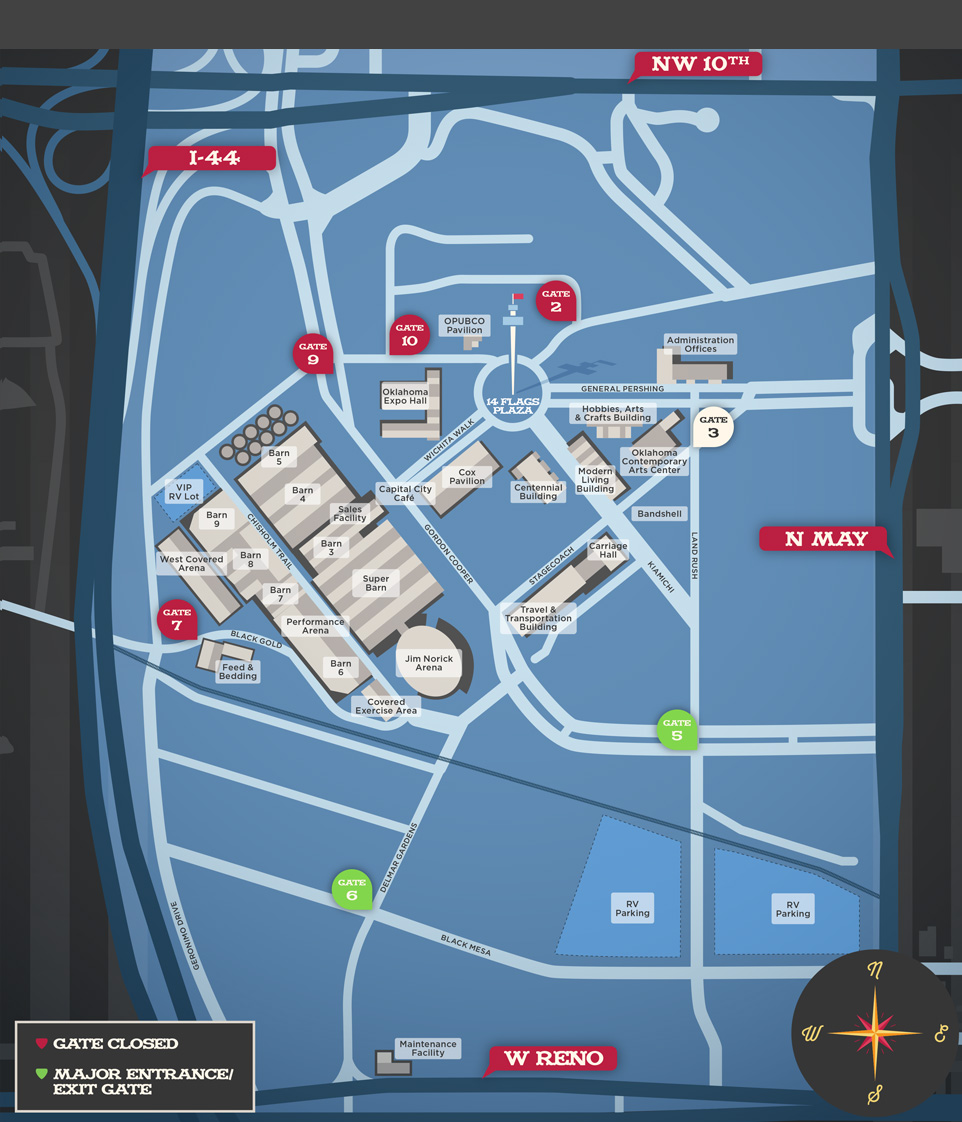 NW 10TH
I-44
GATE
2
OPUBCO
Pavilion
GATE
10
GATE
9
Administration
Offices
Oklahoma
Expo Hall
14 FLAGS
PLAZA
GENERAL PERSHING
Hobbies, Arts
& Crafts Building
GATE
3
WICHITA WALK
Oklahoma
Contemporary
Arts Center
Barn
5
Cox
Pavilion
Modern
Living
Building
Centennial
Building
VIP
RV Lot
Barn
4
Capital City
Café
Sales
Facility
Bandshell
Barn
9
CHISHOLM TRAIL
N MAY
Barn
3
Carriage
Hall
West Covered
Arena
Barn
8
GORDON COOPER
LAND RUSH
STAGECOACH
KIAMICHI
Super
Barn
Barn
7
GATE
7
Travel &
Transportation
Building
Performance
Arena
BLACK GOLD
Feed &
Bedding
Barn
6
Jim Norick
Arena
Covered
Exercise Area
GATE
5
DELMAR GARDENS
GATE
6
RV
Parking
RV
Parking
GERONIMO DRIVE
BLACK MESA
N
W
E
S
Maintenance
Facility
W RENO
GATE CLOSED
MAJOR ENTRANCE/
EXIT GATE